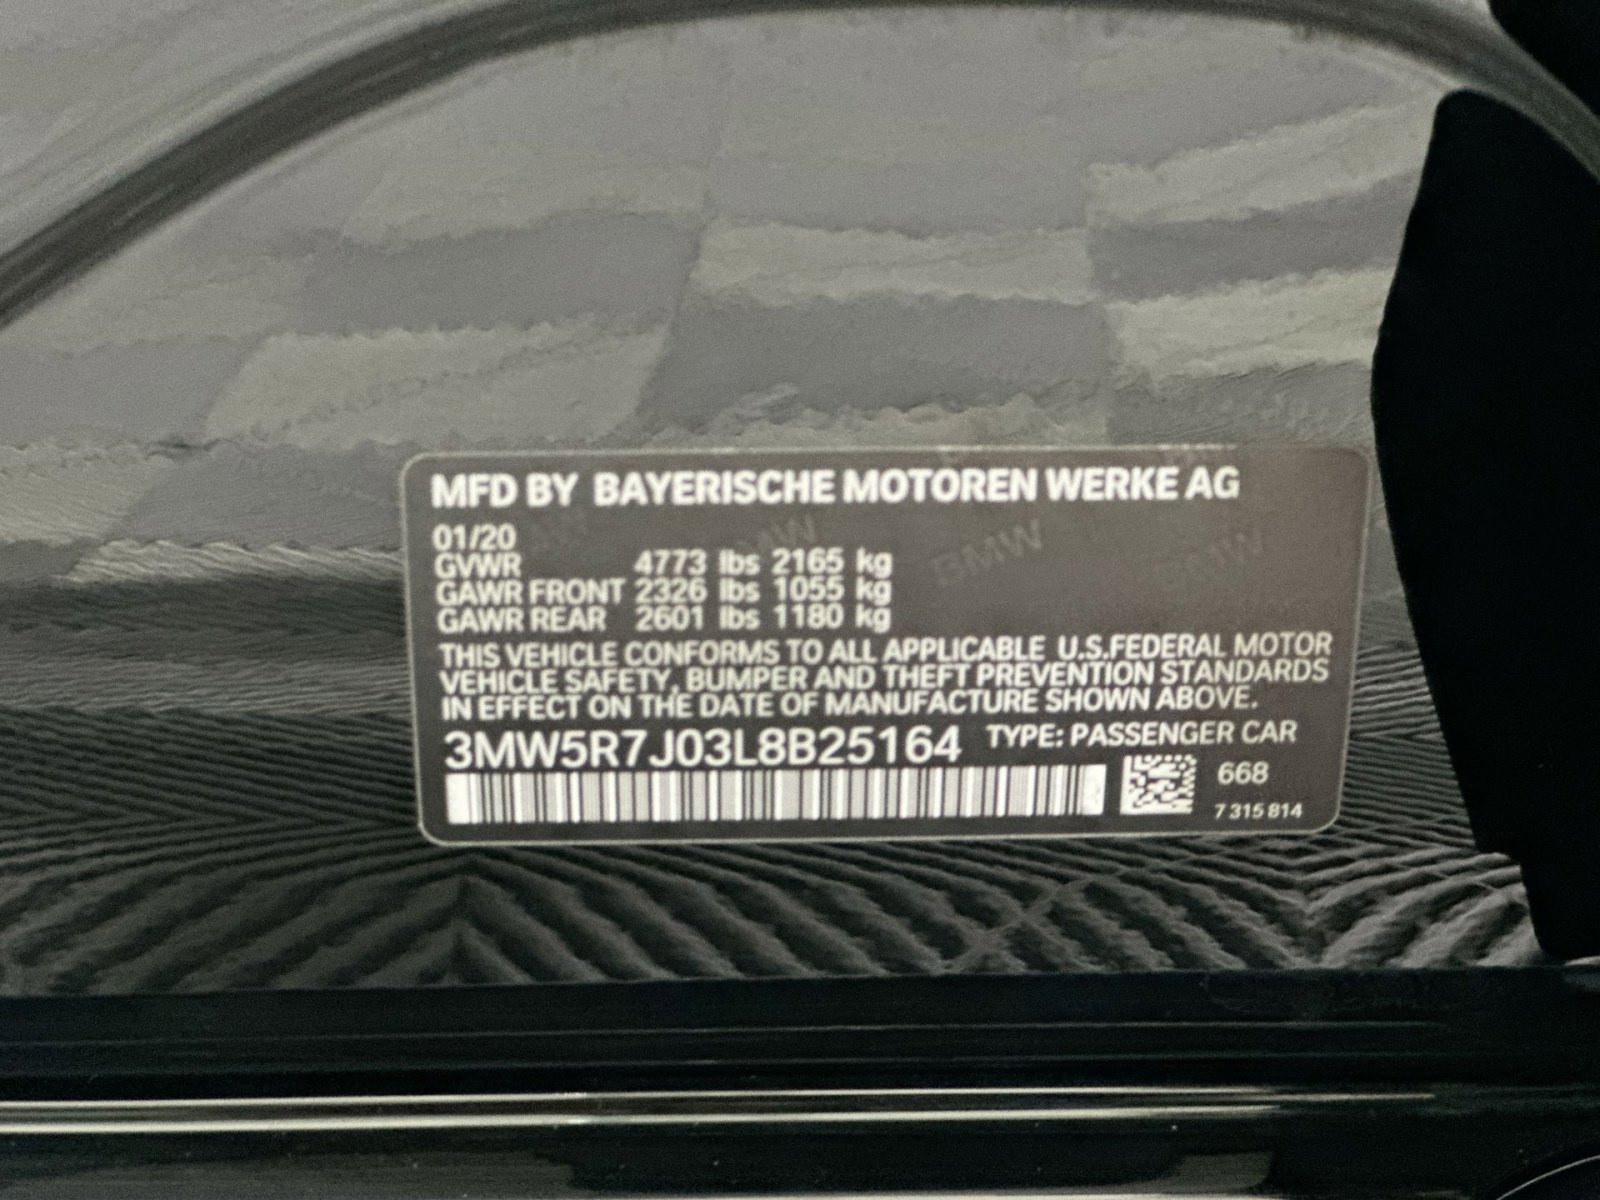 MFD BY BAYERISCHE MOTOREN WERKE AG
01/20
GVWR 4773 lbs 2165 kg
GAWR FRONT 2326 lbs 1055 kg
GAWR REAR 2601 lbs 1180 kg
THIS VEHICLE CONFORMS TO ALL APPLICABLE U.S.FEDERAL MOTOR
VEHICLE SAFETY, BUMPER AND THEFT PREVENTION STANDARDS
IN EFFECT ON THE DATE OF MANUFACTURE SHOWN ABOVE.
3MW5R7J03L8B25164 TYPE: PASSENGER CAR
668
7 315 814
BMW
BMW
BMW